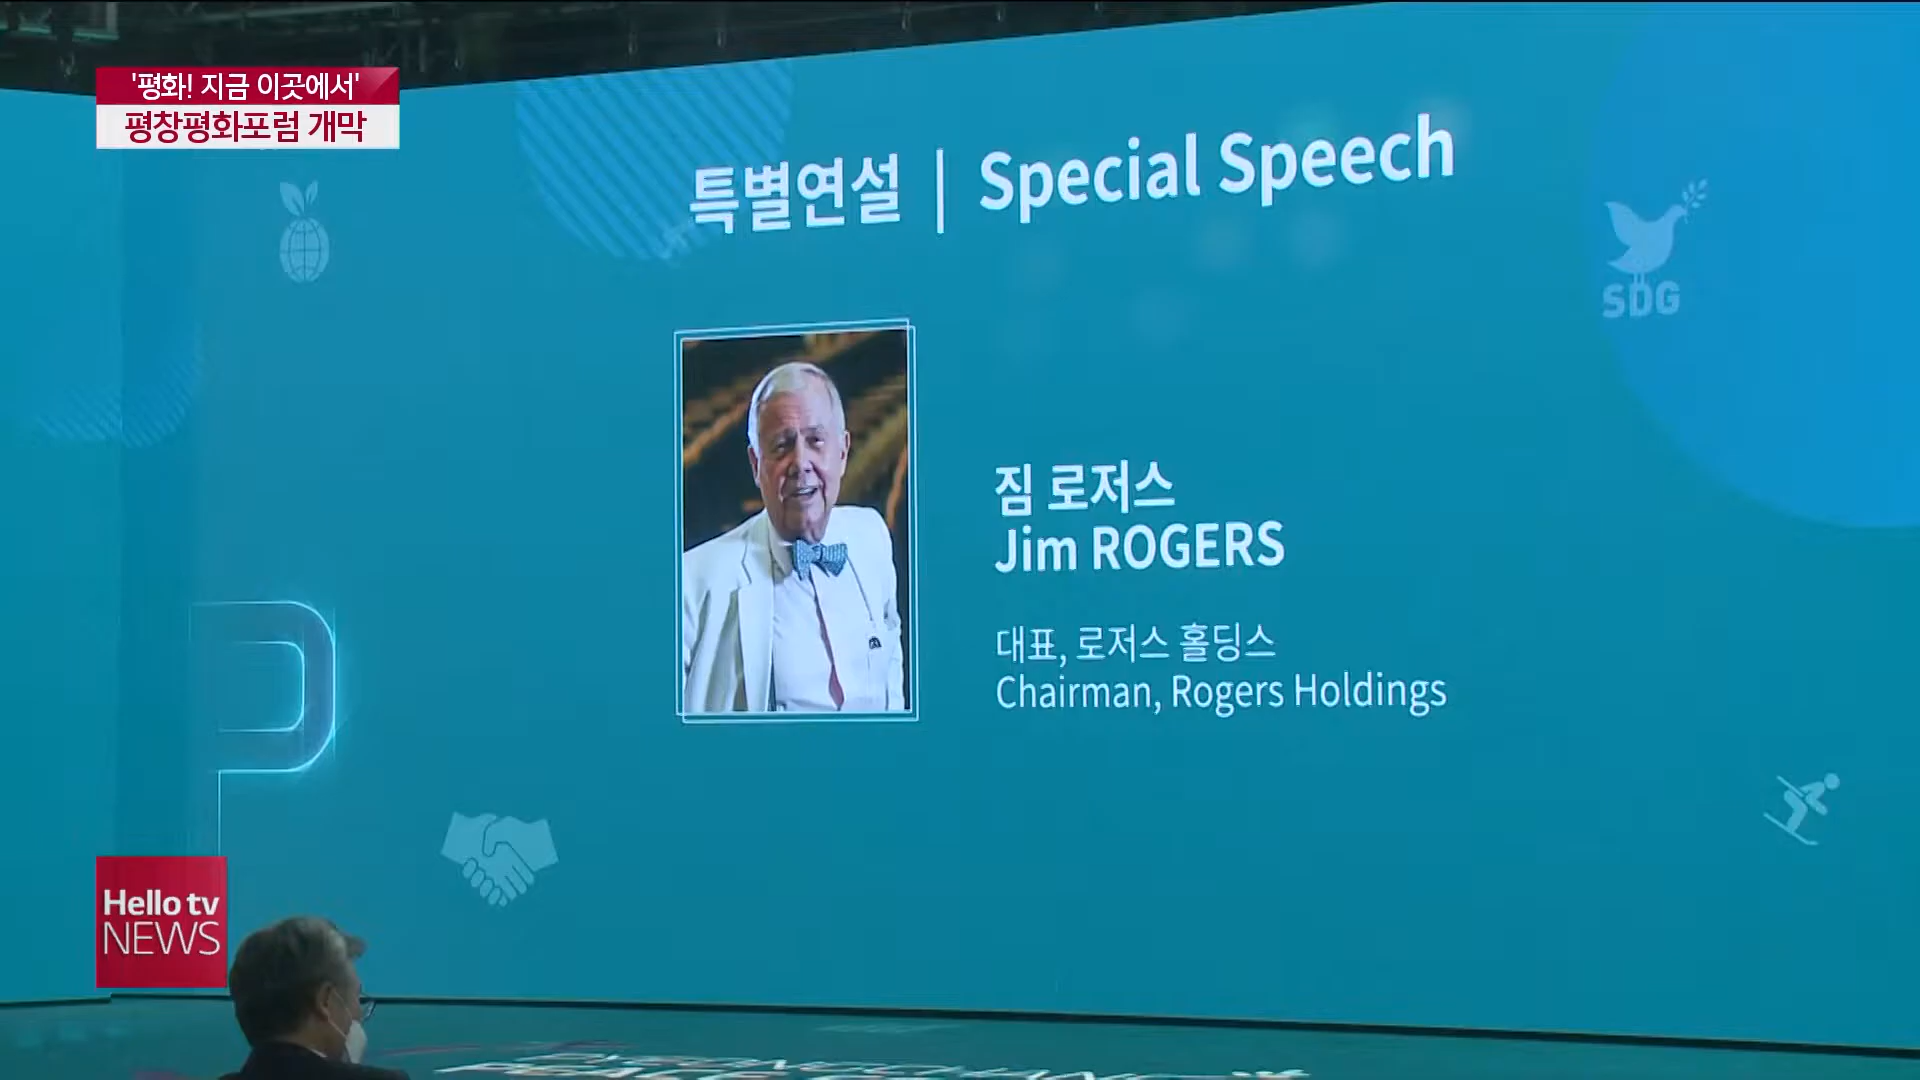 '평화! 지금 이곳에서'
평창평화포럼 개막
특별연설 | Special Speech
SDG
짐 로저스
Jim ROGERS
대표, 로저스 홀딩스
Chairman, Rogers Holdings
Hello tv
NEWS